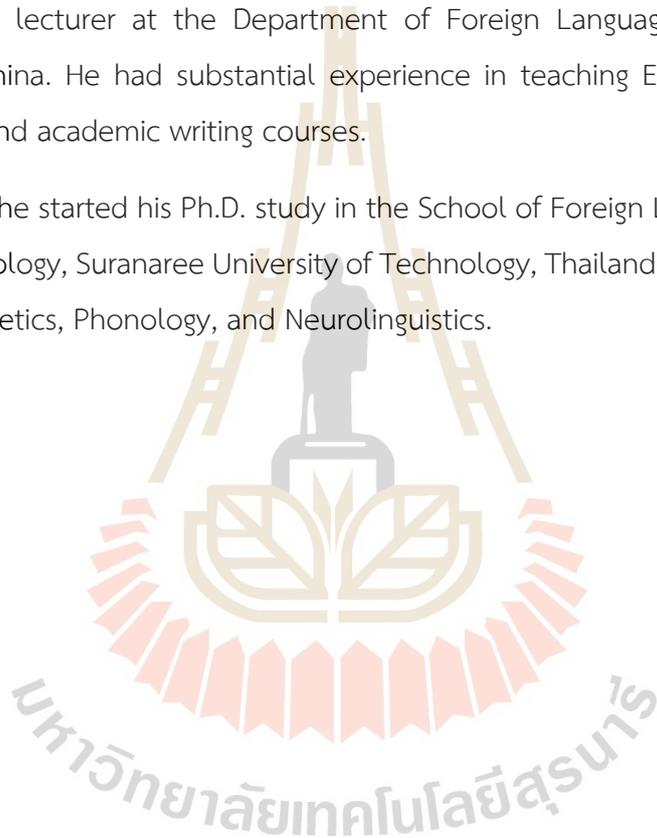 lecturer at the Department of Foreign Languag
hina. He had substantial experience in teaching E
nd academic writing courses.
he started his Ph.D. study in the School of Foreign L
ology, Suranaree University of Technology, Thailand
etics, Phonology, and Neurolinguistics.
มหาวิทยาลัยเทคโนโลยีสุรนารี